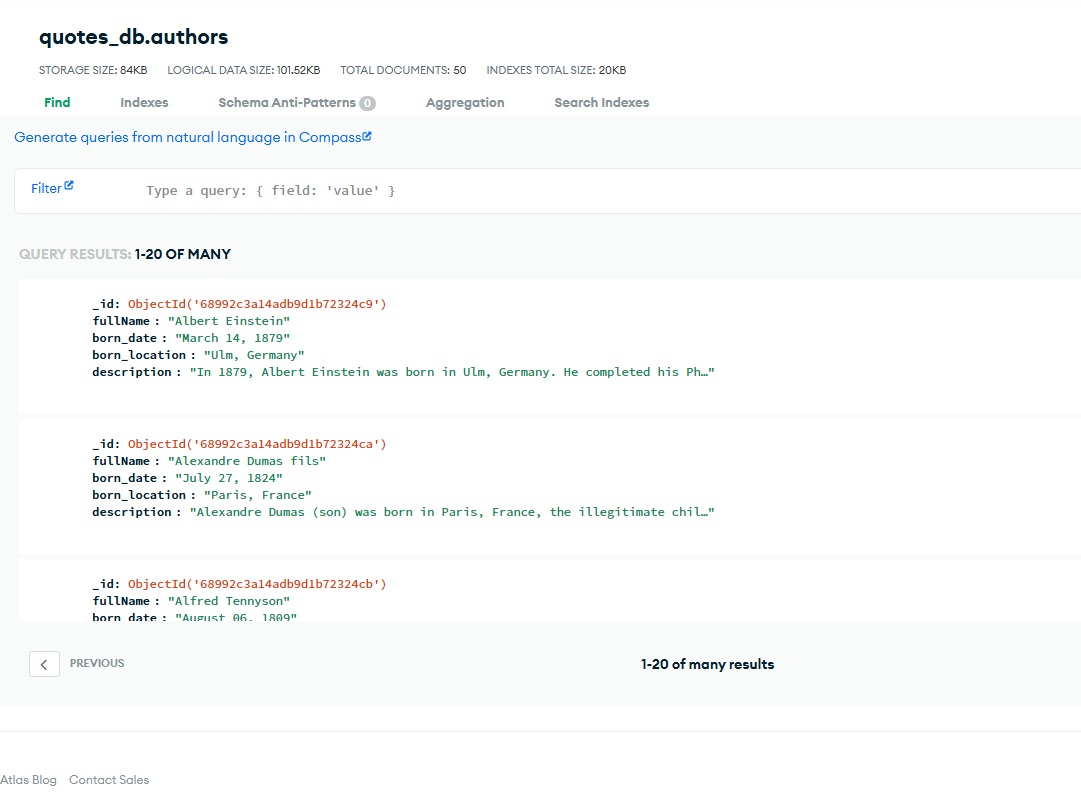 quotes_db.authors
STORAGE SIZE: 84KB LOGICAL DATA SIZE: 101.52KB TOTAL DOCUMENTS: 50 INDEXES TOTAL SIZE: 20KB
Find Indexes Schema Anti-Patterns 0 Aggregation Search Indexes
Generate queries from natural language in Compass
Filter Type a query: { field: 'value' }
QUERY RESULTS: 1-20 OF MANY
_id: ObjectId('68992c3a14adb9d1b72324c9')
fullName : "Albert Einstein"
born_date : "March 14, 1879"
born_location : "Ulm, Germany"
description : "In 1879, Albert Einstein was born in Ulm, Germany. He completed his Ph…"
_id: ObjectId('68992c3a14adb9d1b72324ca')
fullName : "Alexandre Dumas fils"
born_date : "July 27, 1824"
born_location : "Paris, France"
description : "Alexandre Dumas (son) was born in Paris, France, the illegitimate chil…"
_id: ObjectId('68992c3a14adb9d1b72324cb')
fullName : "Alfred Tennyson"
born_date : "August 06, 1809"
PREVIOUS 1-20 of many results
Atlas Blog Contact Sales